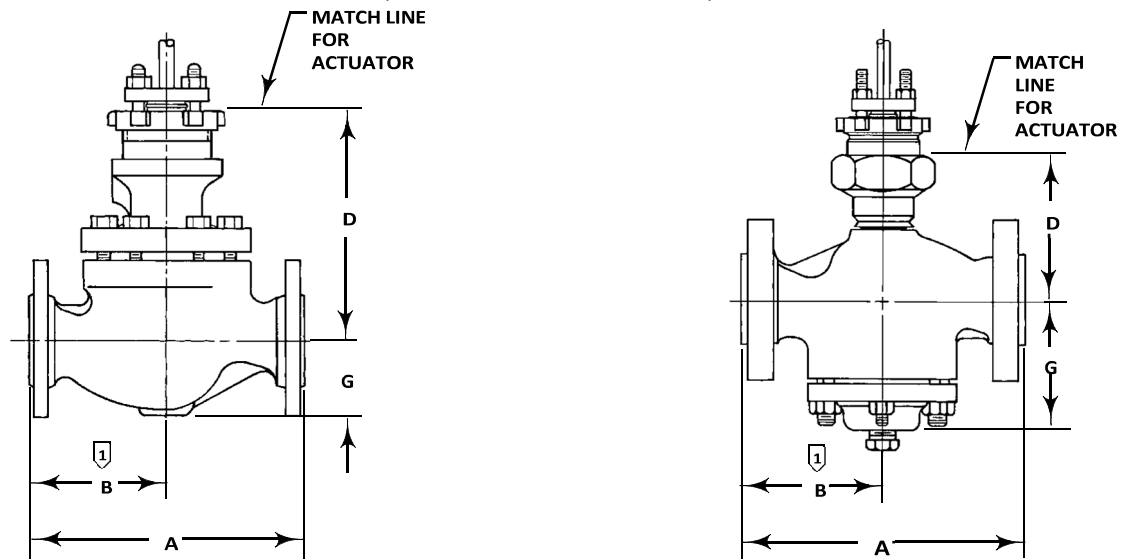 MATCH LINE
FOR
ACTUATOR
D
G
1
B
A
MATCH
LINE
FOR
ACTUATOR
D
G
1
B
A